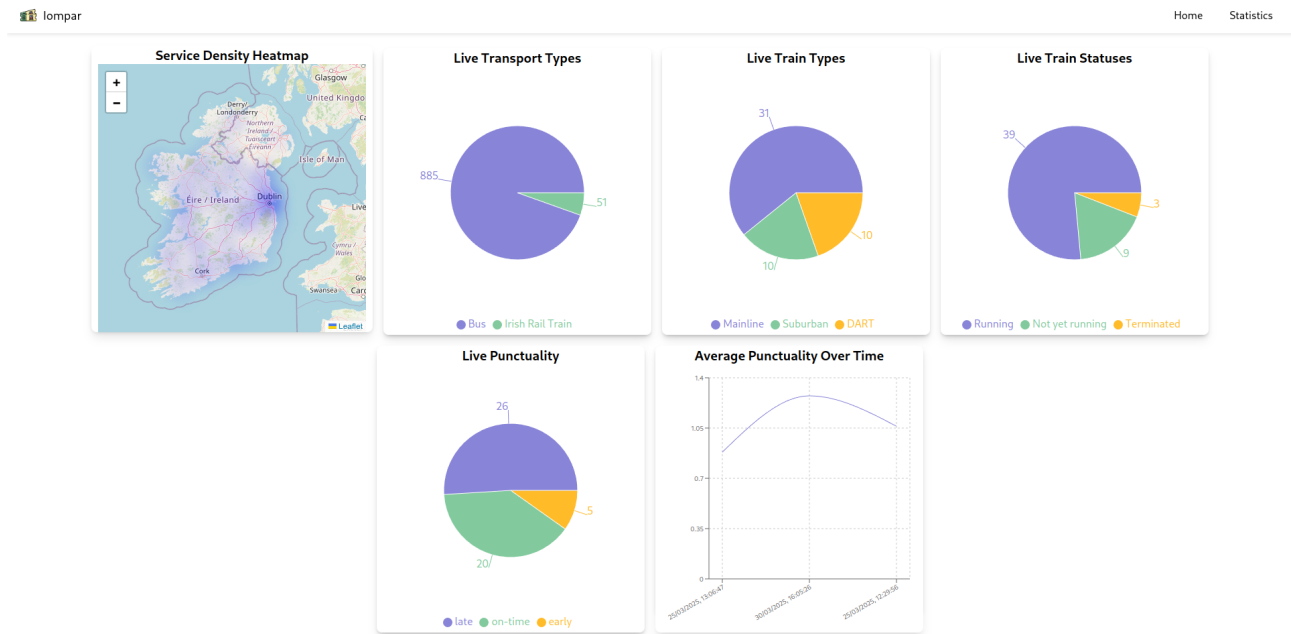 Iompar
Home
Statistics
Service Density Heatmap
+
−
Glasgow
United Kingdo
Derry/
Londonderry
Northern
Ireland /
Tuaisceart
Éireann
Isle of Man
Éire / Ireland
Dublin
Live
Cymru /
Wales
Cork
Glo
Swansea
Card
Leaflet
Live Transport Types
885
51
Bus
Irish Rail Train
Live Train Types
31
10
10
Mainline
Suburban
DART
Live Train Statuses
39
3
9
Running
Not yet running
Terminated
Live Punctuality
26
5
20
late
on-time
early
Average Punctuality Over Time
1.4
1.05
0.7
0.35
0
25/03/2025, 13:06:47
30/03/2025, 16:05:26
25/03/2025, 12:29:56